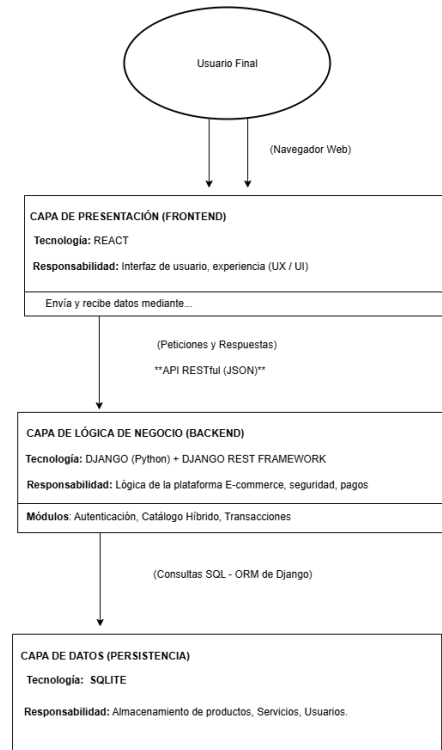 Usuario Final
(Navegador Web)
CAPA DE PRESENTACIÓN (FRONTEND)
Tecnología: REACT
Responsabilidad: Interfaz de usuario, experiencia (UX / UI)
Envía y recibe datos mediante...
(Peticiones y Respuestas)
**API RESTful (JSON)**
CAPA DE LÓGICA DE NEGOCIO (BACKEND)
Tecnología: DJANGO (Python) + DJANGO REST FRAMEWORK
Responsabilidad: Lógica de la plataforma E-commerce, seguridad, pagos
Módulos: Autenticación, Catálogo Híbrido, Transacciones
(Consultas SQL - ORM de Django)
CAPA DE DATOS (PERSISTENCIA)
Tecnología: SQLITE
Responsabilidad: Almacenamiento de productos, Servicios, Usuarios.